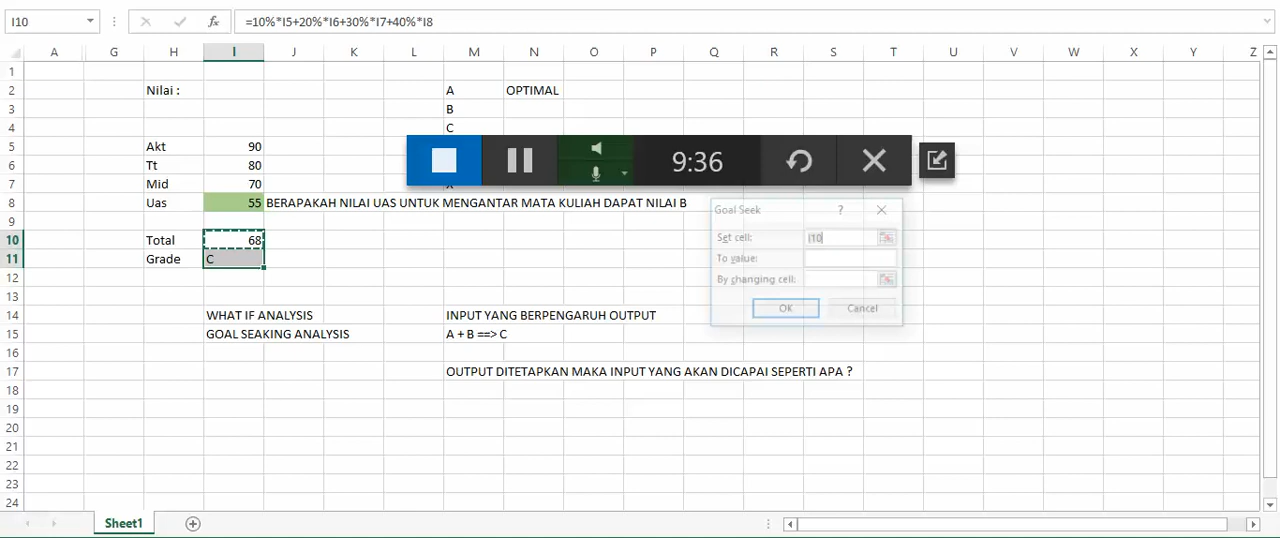 I10 fx =10%*I5+20%*I6+30%*I7+40%*I8
A G H I J K L M N O P Q R S T U V W X Y Z
1
2 Nilai : A OPTIMAL
3 B
4 C
5 Akt 90
6 Tt 80
7 Mid 70
8 Uas 55 BERAPAKAH NILAI UAS UNTUK MENGANTAR MATA KULIAH DAPAT NILAI B
9
10 Total 68
11 Grade C
12
13
14 WHAT IF ANALYSIS INPUT YANG BERPENGARUH OUTPUT
15 GOAL SEAKING ANALYSIS A + B ==> C
16
17 OUTPUT DITETAPKAN MAKA INPUT YANG AKAN DICAPAI SEPERTI APA ?
18
19
20
21
22
23
24
9:36
Goal Seek ?
Set cell: I10
To value:
By changing cell:
OK Cancel
Sheet1